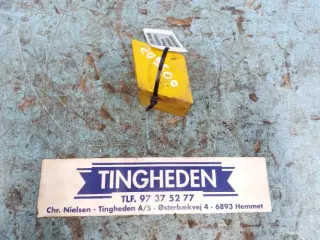 TINGHEDEN
TLF. 97 37 52 77
Chr. Nielsen - Tingheden A/S - Østerbækvej 4 - 6893 Hemmet